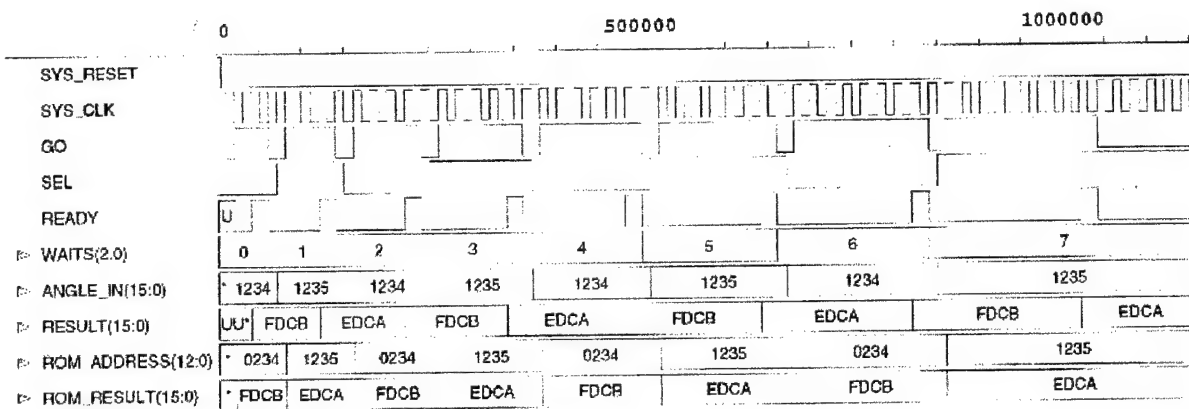 0 500000 1000000
SYS_RESET
SYS_CLK
GO
SEL
READY U
WAITS(2.0) 0 1 2 3 4 5 6 7
ANGLE_IN(15:0) * 1234 1235 1234 1235 1234 1235 1234 1235
RESULT(15:0) UU* FDCB EDCA FDCB EDCA FDCB EDCA FDCB EDCA
ROM_ADDRESS(12:0) * 0234 1235 0234 1235 0234 1235 0234 1235
ROM_RESULT(15:0) * FDCB EDCA FDCB EDCA FDCB EDCA FDCB EDCA